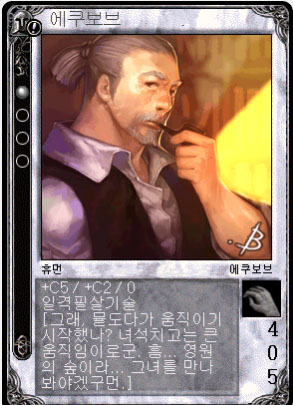 에쿠보브
휴먼 에쿠보브
+C5 / +C2 / 0
일격필살기술
[그래, 물도다가 움직이기
시작했나? 녀석치고는 큰
움직임이로군. 흠... 영원
의 숲이라... 그녀를 만나
봐야겠구먼.]
4
0
5